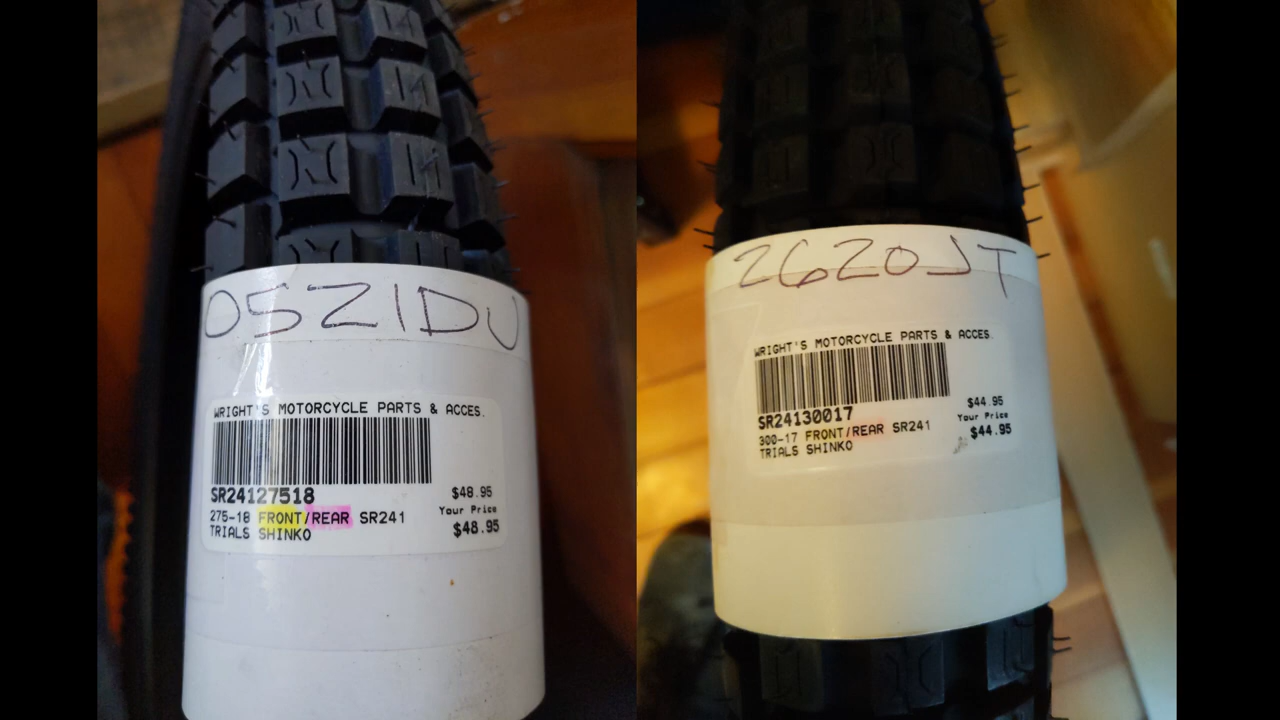 0521DU
WRIGHT'S MOTORCYCLE PARTS & ACCES.
SR24127518
$48.95
Your Price
275-18 FRONT/REAR SR241
$48.95
TRIALS SHINKO
2620JT
WRIGHT'S MOTORCYCLE PARTS & ACCES.
SR24130017
$44.95
Your Price
300-17 FRONT/REAR SR241
$44.95
TRIALS SHINKO